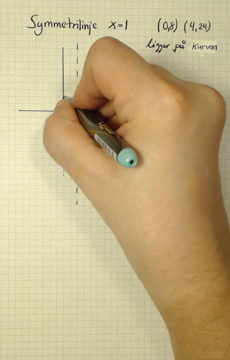 Symmetrilinje x=1 (0,8) (4,24)
ligger på kurvan